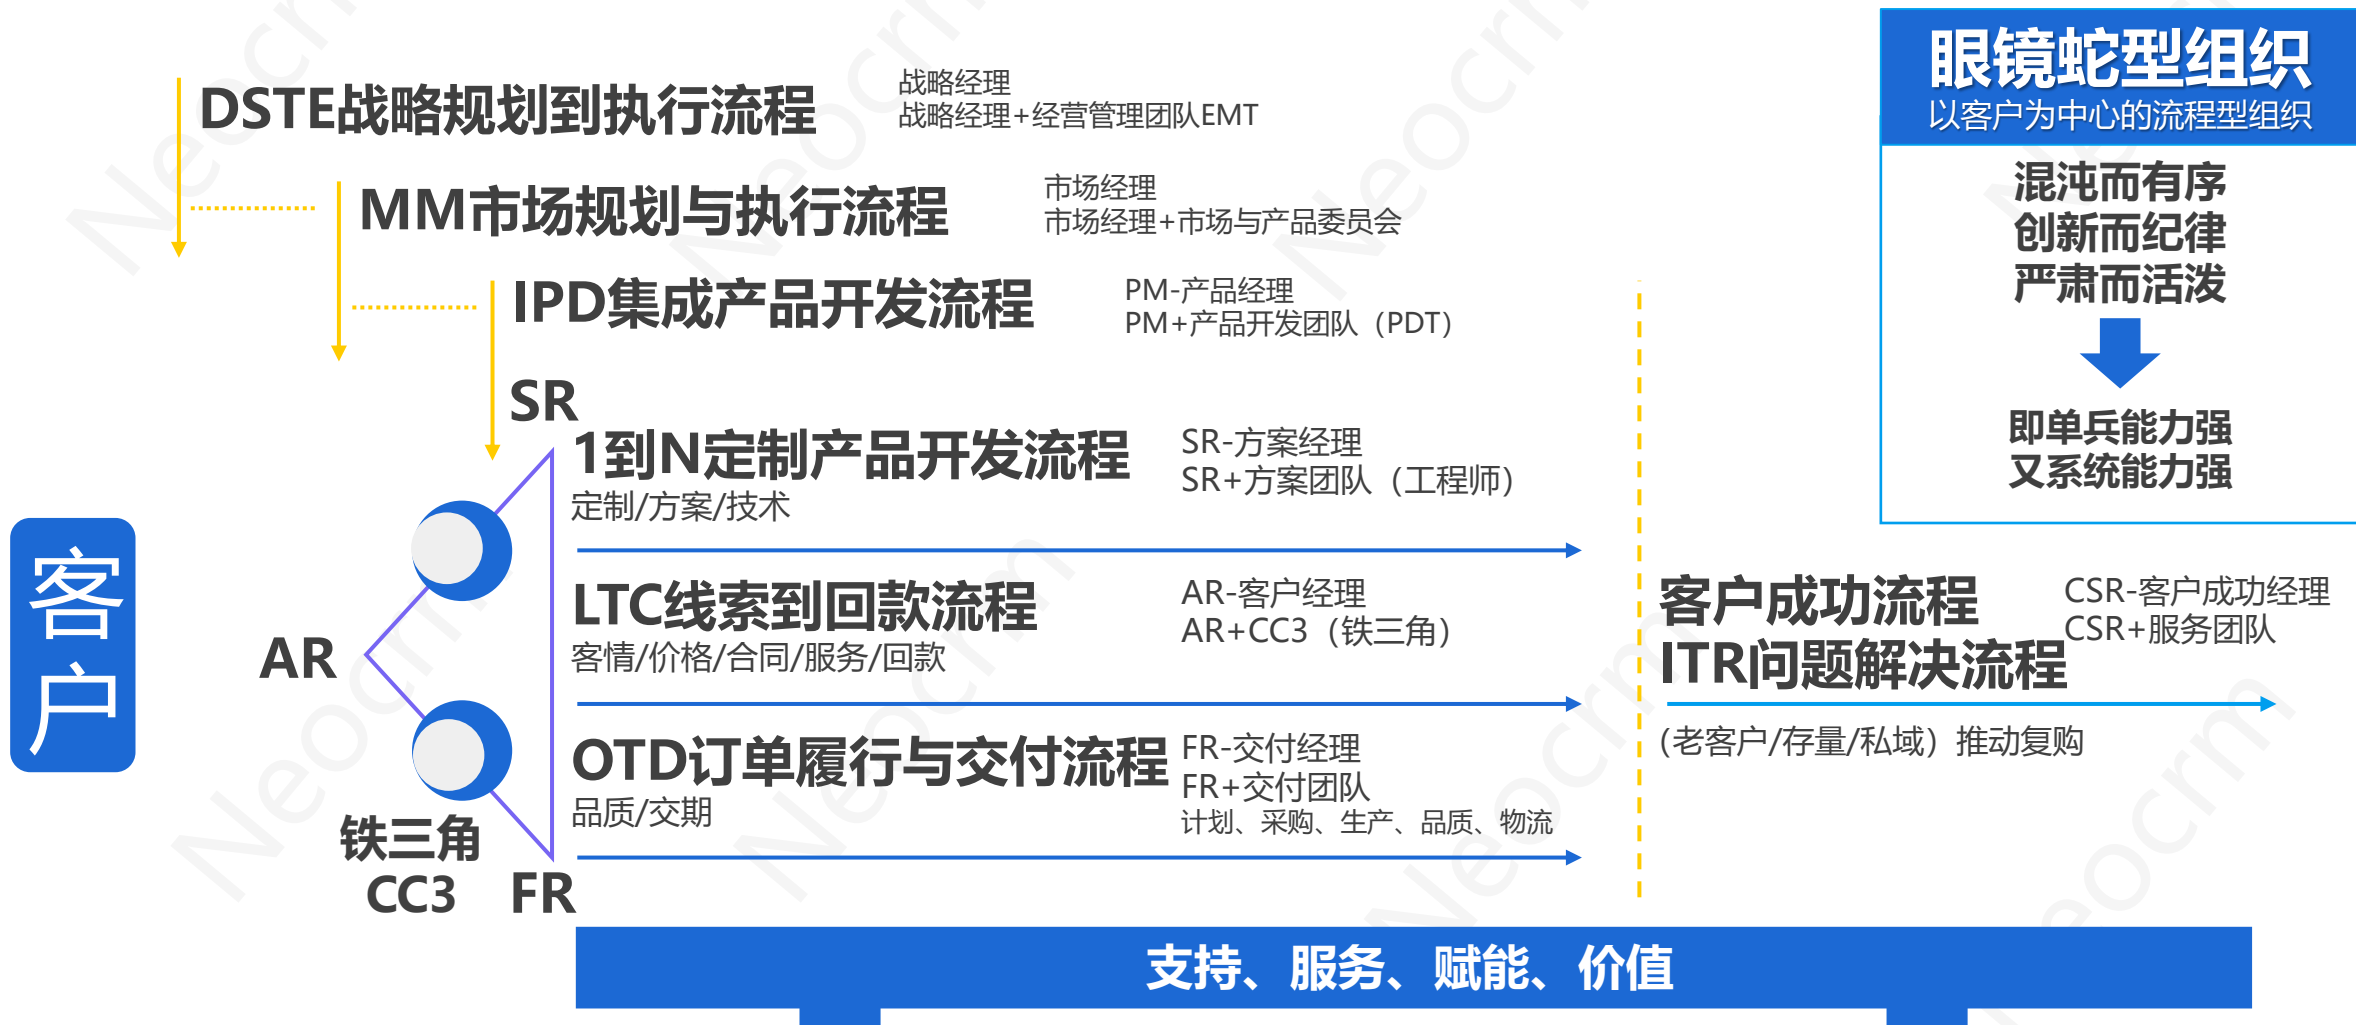 眼镜蛇型组织
以客户为中心的流程型组织
混沌而有序
创新而纪律
严肃而活泼
即单兵能力强
又系统能力强
DSTE战略规划到执行流程
战略经理
战略经理+经营管理团队EMT
MM市场规划与执行流程
市场经理
市场经理+市场与产品委员会
IPD集成产品开发流程
PM-产品经理
PM+产品开发团队（PDT）
SR
1到N定制产品开发流程
定制/方案/技术
SR-方案经理
SR+方案团队（工程师）
客户
AR
LTC线索到回款流程
客情/价格/合同/服务/回款
AR-客户经理
AR+CC3（铁三角）
客户成功流程
ITR问题解决流程
CSR-客户成功经理
CSR+服务团队
（老客户/存量/私域）推动复购
OTD订单履行与交付流程
品质/交期
FR-交付经理
FR+交付团队
计划、采购、生产、品质、物流
铁三角
CC3
FR
支持、服务、赋能、价值
Neocrm
Neocrm
Neocrm
Neocrm
Neocrm
Neocrm